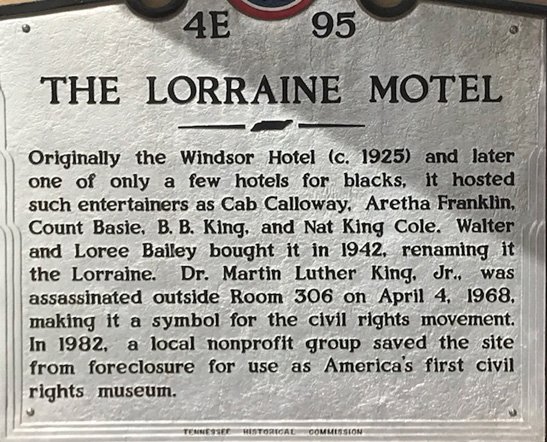 4E 95
THE LORRAINE MOTEL
Originally the Windsor Hotel (c. 1925) and later
one of only a few hotels for blacks, it hosted
such entertainers as Cab Calloway, Aretha Franklin,
Count Basie, B. B. King, and Nat King Cole. Walter
and Loree Bailey bought it in 1942, renaming it
the Lorraine. Dr. Martin Luther King, Jr., was
assassinated outside Room 306 on April 4, 1968,
making it a symbol for the civil rights movement.
In 1982, a local nonprofit group saved the site
from foreclosure for use as America's first civil
rights museum.
TENNESSEE HISTORICAL COMMISSION